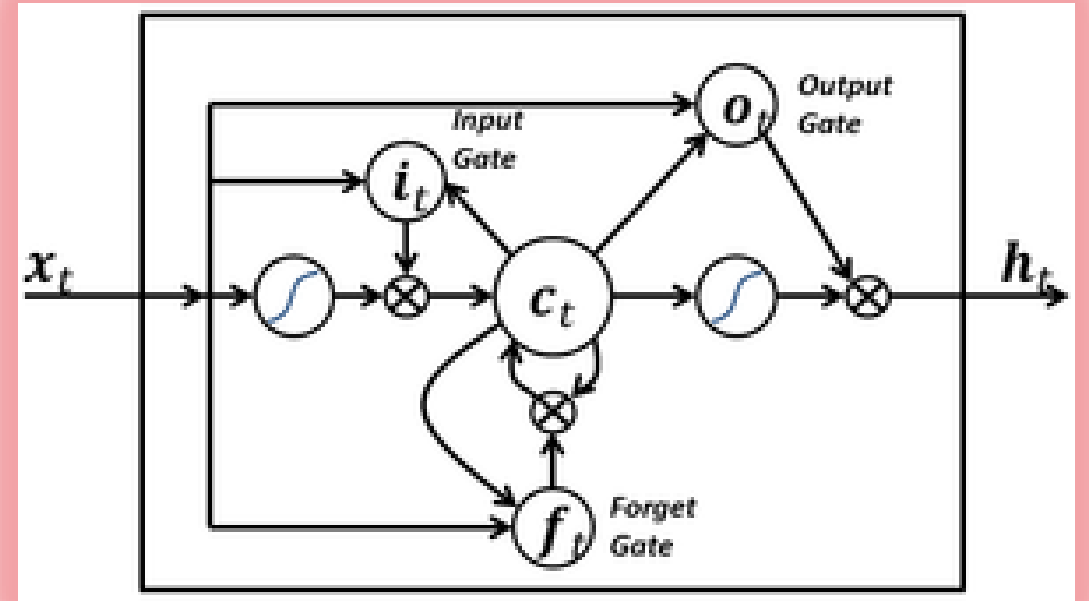 Output
Gate
o_t
Input
Gate
i_t
x_t
c_t
h_t
f_t
Forget
Gate